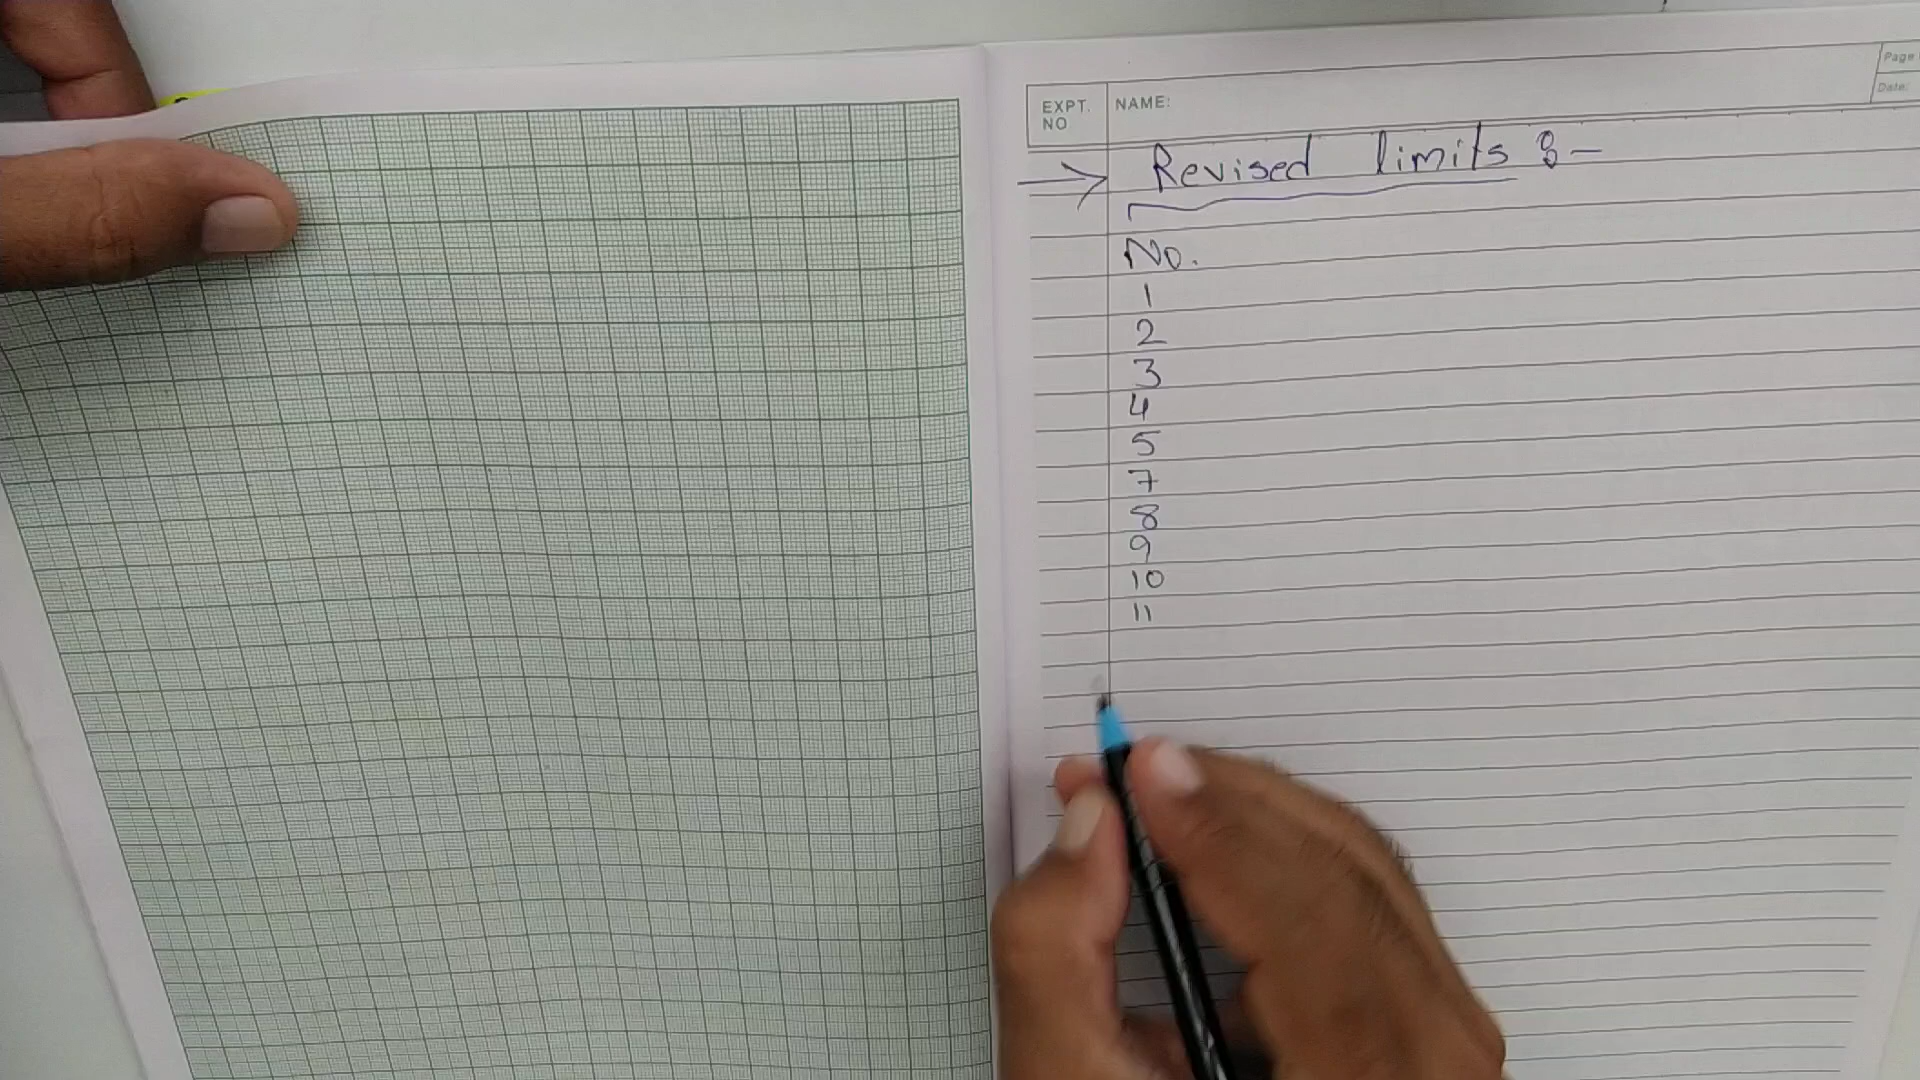 EXPT.
NO
NAME:
Page
Date:
Revised limits :-
No.
1
2
3
4
5
7
8
9
10
11